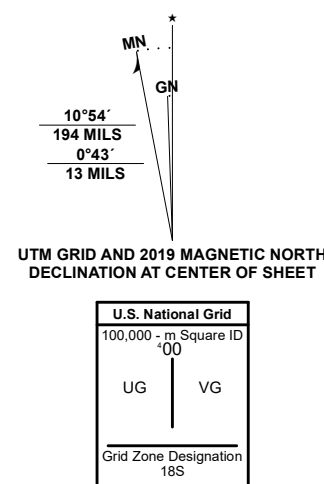 ★
MN
GN
10°54´
194 MILS
0°43´
13 MILS
UTM GRID AND 2019 MAGNETIC NORTH
DECLINATION AT CENTER OF SHEET
U.S. National Grid
100,000 - m Square ID
⁴00
UG VG
Grid Zone Designation
18S